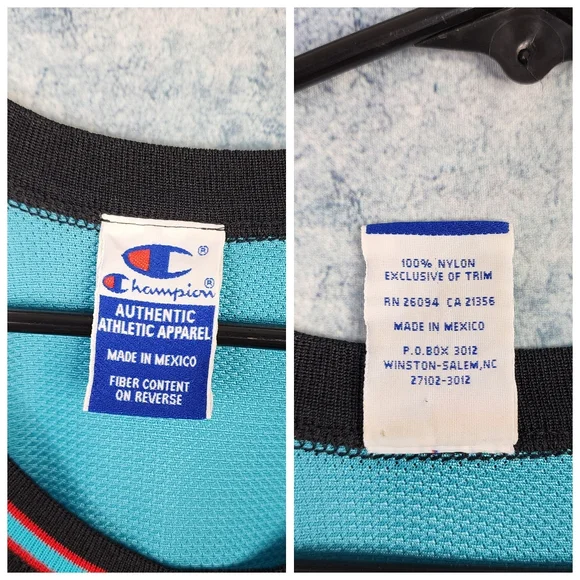 Champion
AUTHENTIC
ATHLETIC APPAREL
MADE IN MEXICO
FIBER CONTENT
ON REVERSE
100% NYLON
EXCLUSIVE OF TRIM
RN 26094 CA 21356
MADE IN MEXICO
P.O.BOX 3012
WINSTON-SALEM,NC
27102-3012